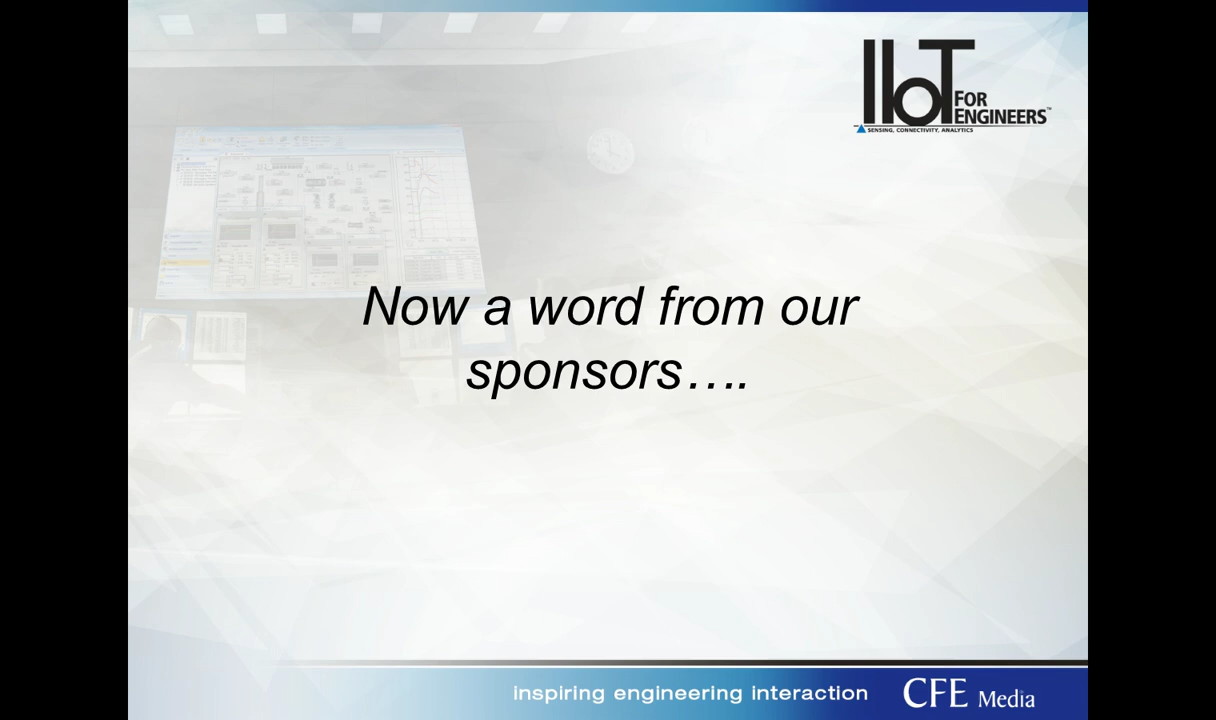 IIoT FOR
ENGINEERS™
SENSING, CONNECTIVITY, ANALYTICS
Now a word from our
sponsors….
inspiring engineering interaction
CFE Media